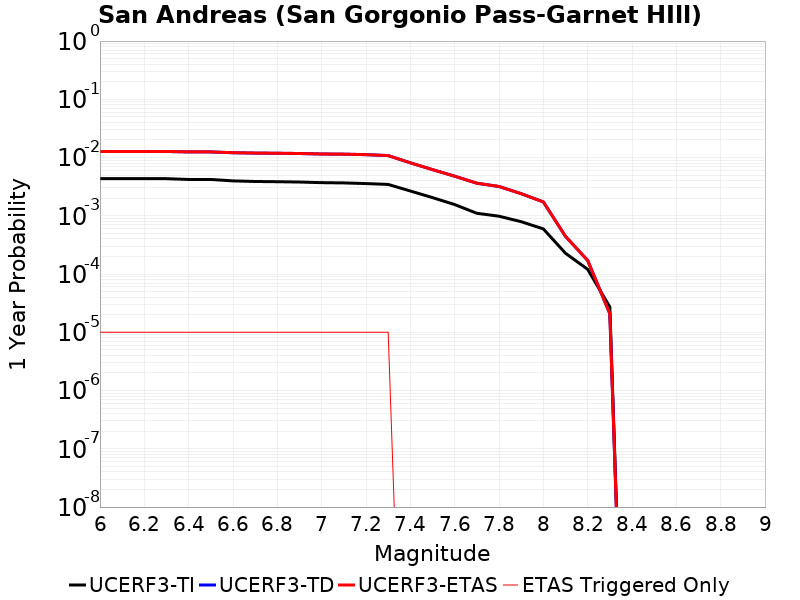 San Andreas (San Gorgonio Pass-Garnet HIll)
10^0
10^-1
10^-2
10^-3
10^-4
10^-5
10^-6
10^-7
10^-8
1 Year Probability
6 6.2 6.4 6.6 6.8 7 7.2 7.4 7.6 7.8 8 8.2 8.4 8.6 8.8 9
Magnitude
UCERF3-TI UCERF3-TD UCERF3-ETAS ETAS Triggered Only